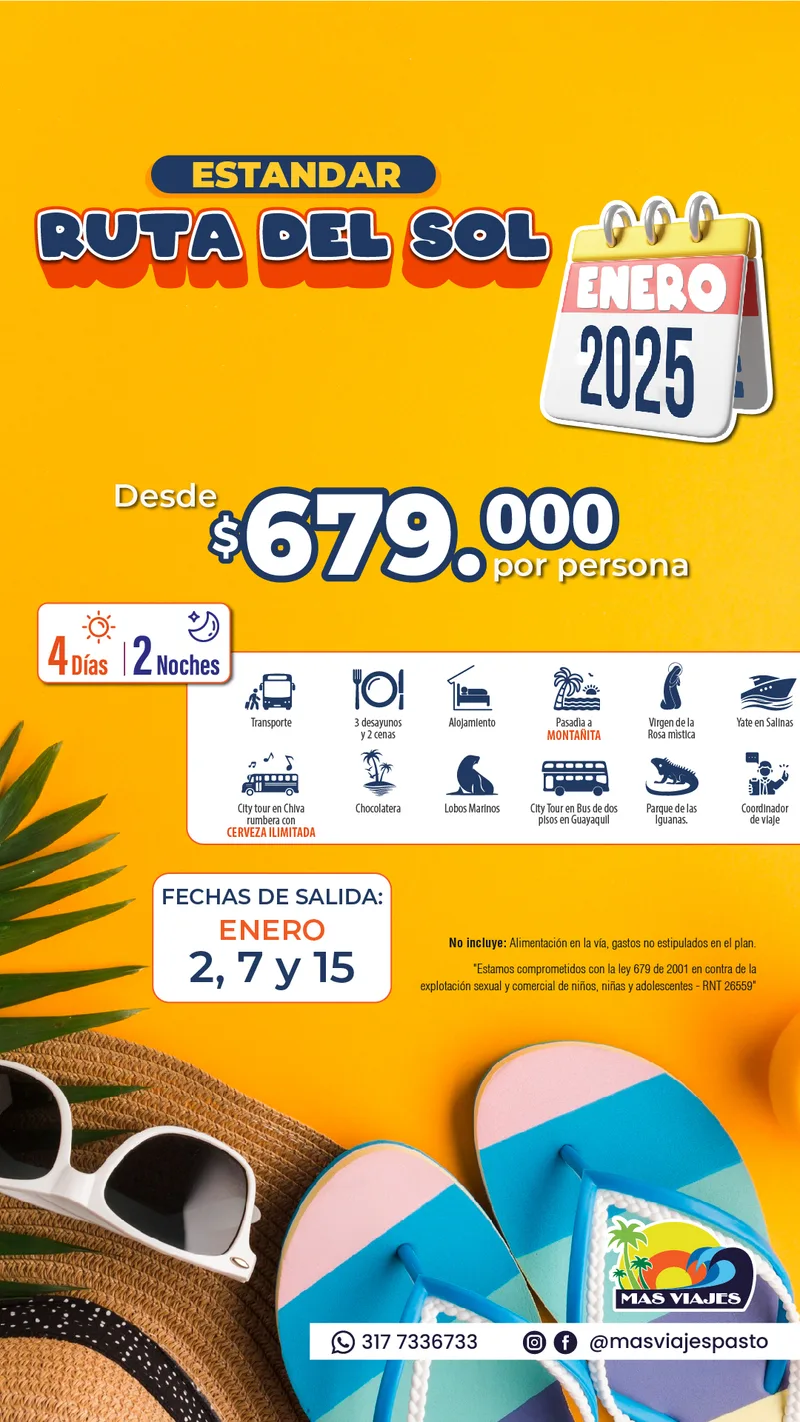 ESTANDAR
RUTA DEL SOL
ENERO
2025
Desde
$679.000
por persona
4 Días | 2 Noches
Transporte
3 desayunos
y 2 cenas
Alojamiento
Pasadia a
MONTAÑITA
Virgen de la
Rosa mistica
Yate en Salinas
City tour en Chiva
rumbera con
CERVEZA ILIMITADA
Chocolatera
Lobos Marinos
City Tour en Bus de dos
pisos en Guayaquil
Parque de las
Iguanas.
Coordinador
de viaje
FECHAS DE SALIDA:
ENERO
2, 7 y 15
No incluye: Alimentación en la vía, gastos no estipulados en el plan.
"Estamos comprometidos con la ley 679 de 2001 en contra de la
explotación sexual y comercial de niños, niñas y adolescentes - RNT 26559"
MAS VIAJES
317 7336733
@masviajespasto